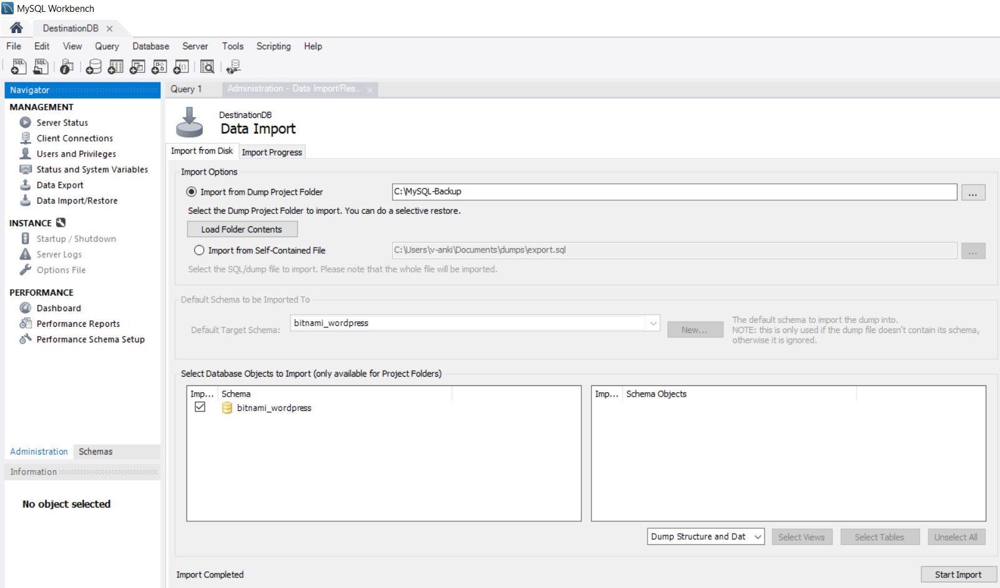 MySQL Workbench
DestinationDB
File Edit View Query Database Server Tools Scripting Help
SQL SQL
Navigator
MANAGEMENT
Server Status
Client Connections
Users and Privileges
Status and System Variables
Data Export
Data Import/Restore
INSTANCE
Startup / Shutdown
Server Logs
Options File
PERFORMANCE
Dashboard
Performance Reports
Performance Schema Setup
Administration Schemas
Information
No object selected
Query 1 Administration - Data Import/Res...
DestinationDB
Data Import
Import from Disk Import Progress
Import Options
Import from Dump Project Folder C:\MySQL-Backup ...
Select the Dump Project Folder to import. You can do a selective restore.
Load Folder Contents
Import from Self-Contained File C:\Users\v-anki\Documents\dumps\export.sql ...
Select the SQL/dump file to import. Please note that the whole file will be imported.
Default Schema to be Imported To
Default Target Schema: bitnami_wordpress New...
The default schema to import the dump into.
NOTE: this is only used if the dump file doesn't contain its schema,
otherwise it is ignored.
Select Database Objects to Import (only available for Project Folders)
Imp... Schema
bitnami_wordpress
Imp... Schema Objects
Dump Structure and Dat Select Views Select Tables Unselect All
Import Completed Start Import